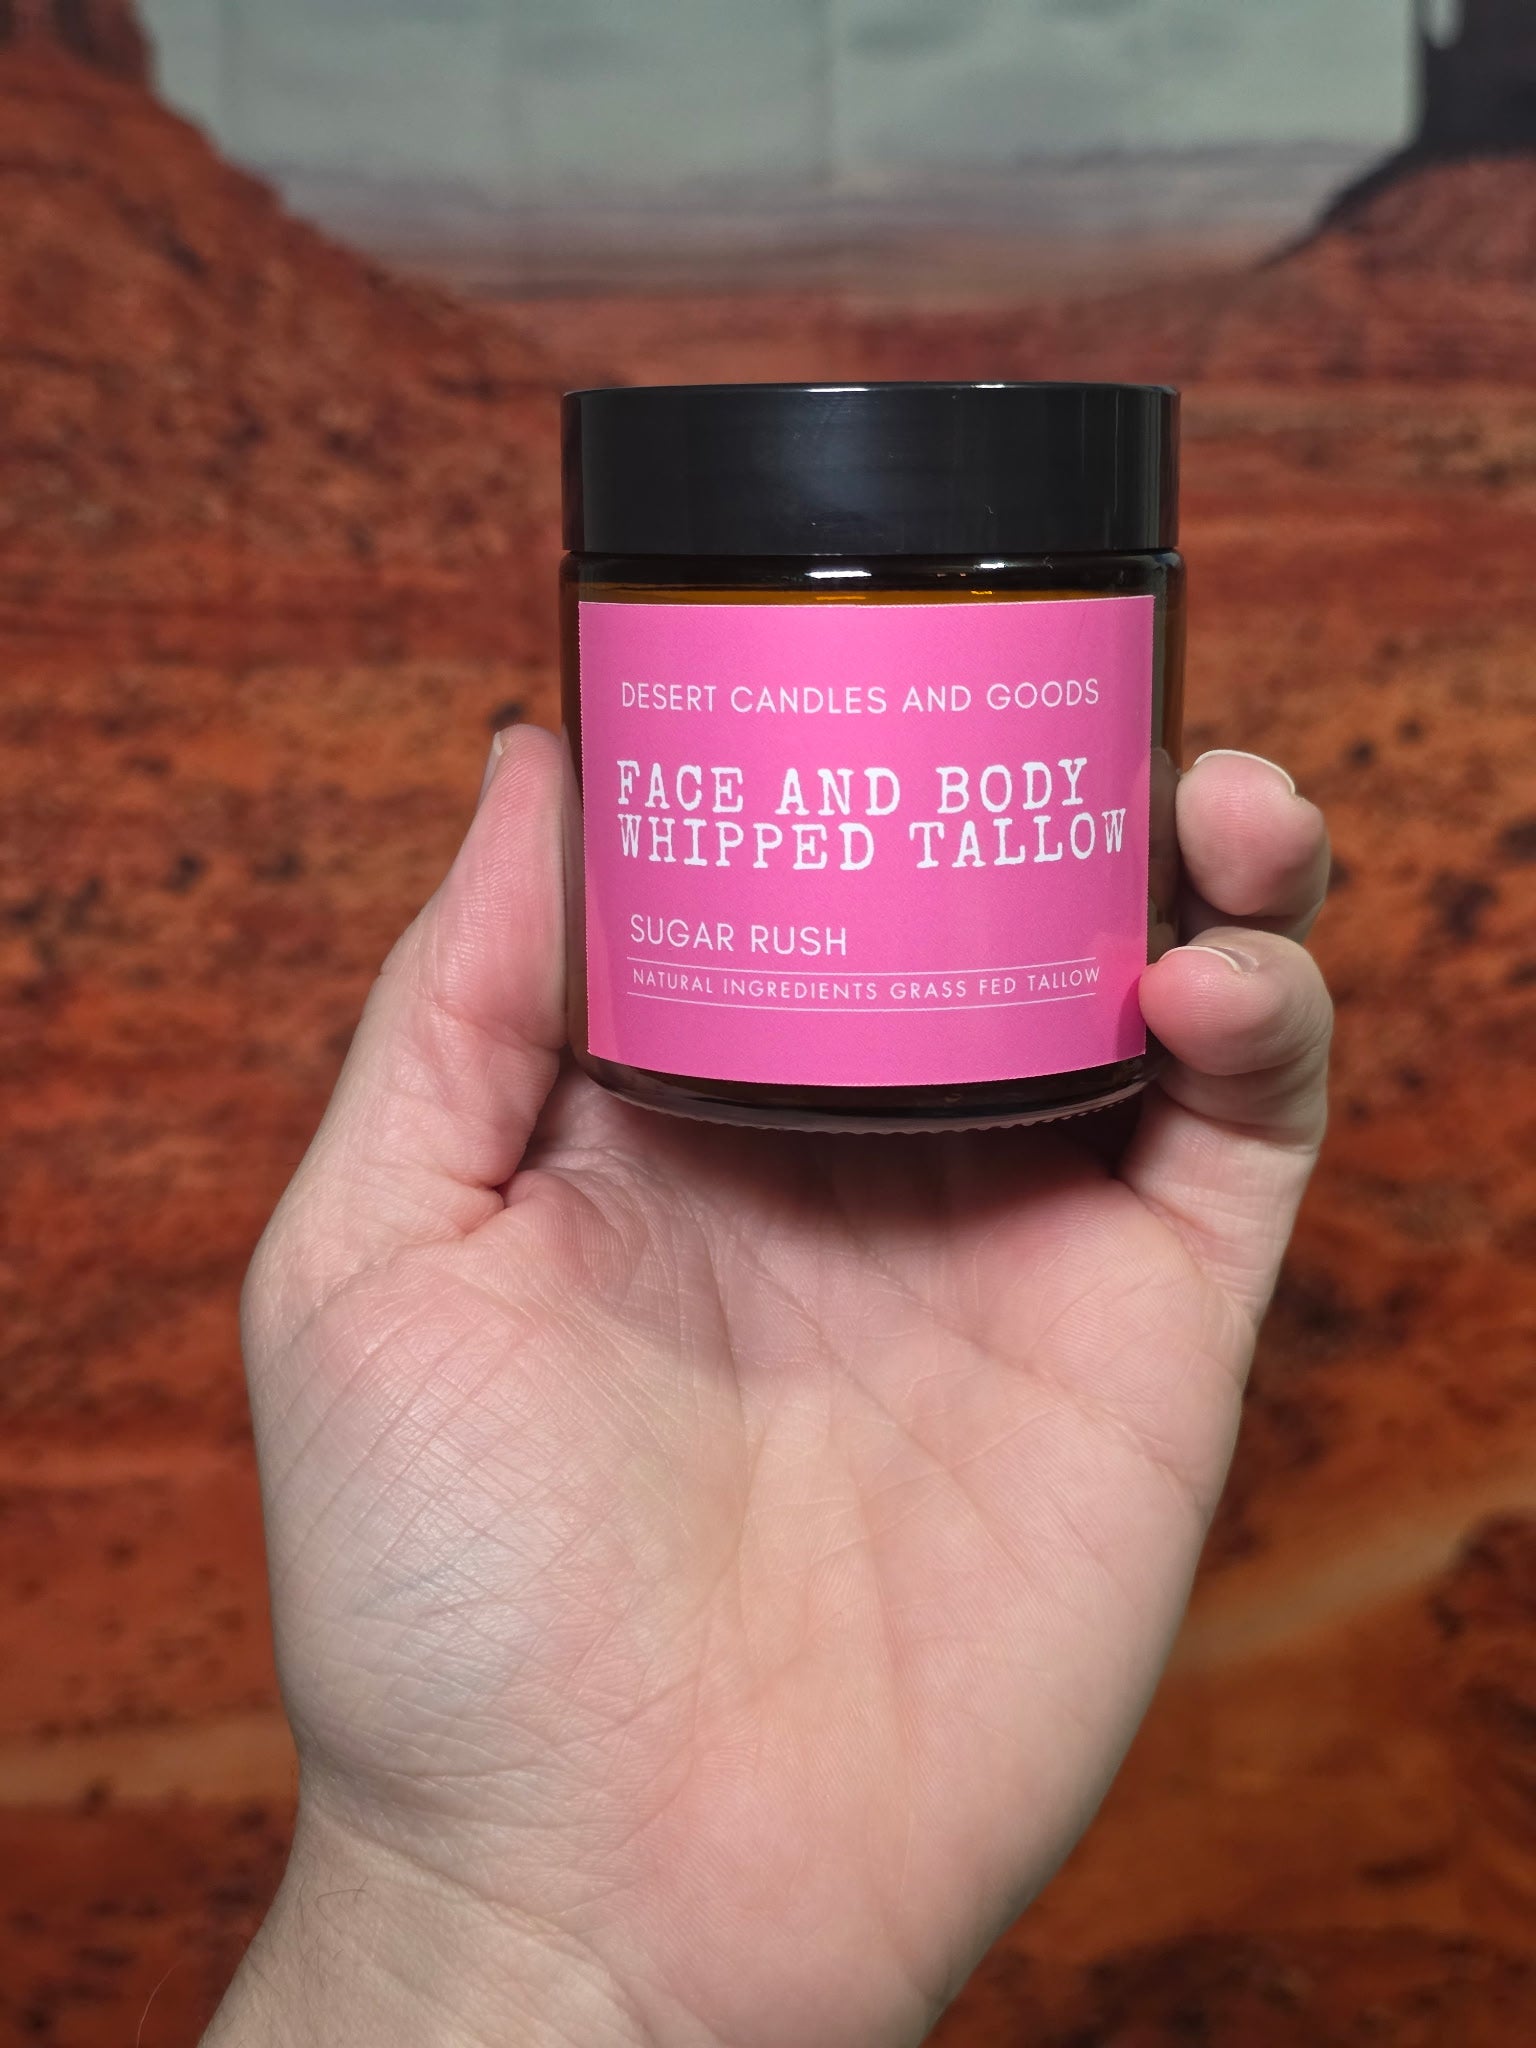 DESERT CANDLES AND GOODS
FACE AND BODY
WHIPPED TALLOW
SUGAR RUSH
NATURAL INGREDIENTS GRASS FED TALLOW